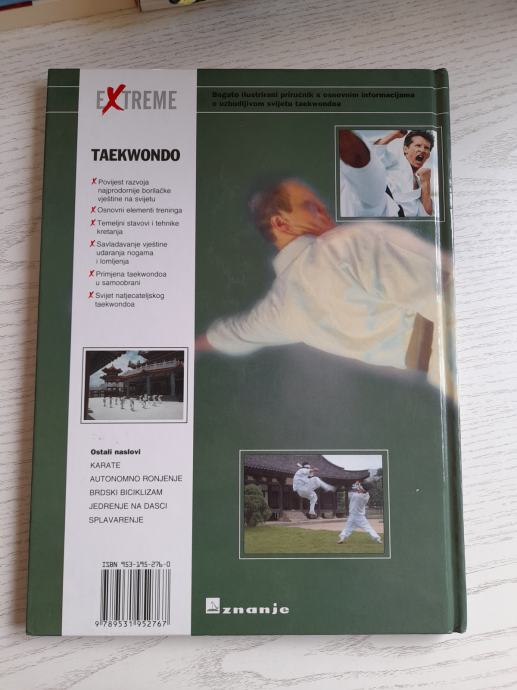 EXTREME
Bogato ilustrirani priručnik s osnovnim informacijama
o uzbudljivom svijetu taekwondoa
TAEKWONDO
Povijest razvoja
najprodornije borilačke
vještine na svijetu
Osnovni elementi treninga
Temeljni stavovi i tehnike
kretanja
Savladavanje vještine
udaranja nogama
i lomljenja
Primjena taekwondoa
u samoobrani
Svijet natjecateljskog
taekwondoa
Ostali naslovi
KARATE
AUTONOMNO RONJENJE
BRDSKI BICIKLIZAM
JEDRENJE NA DASCI
SPLAVARENJE
ISBN 953-195-276-0
9 789531 952767
znanje